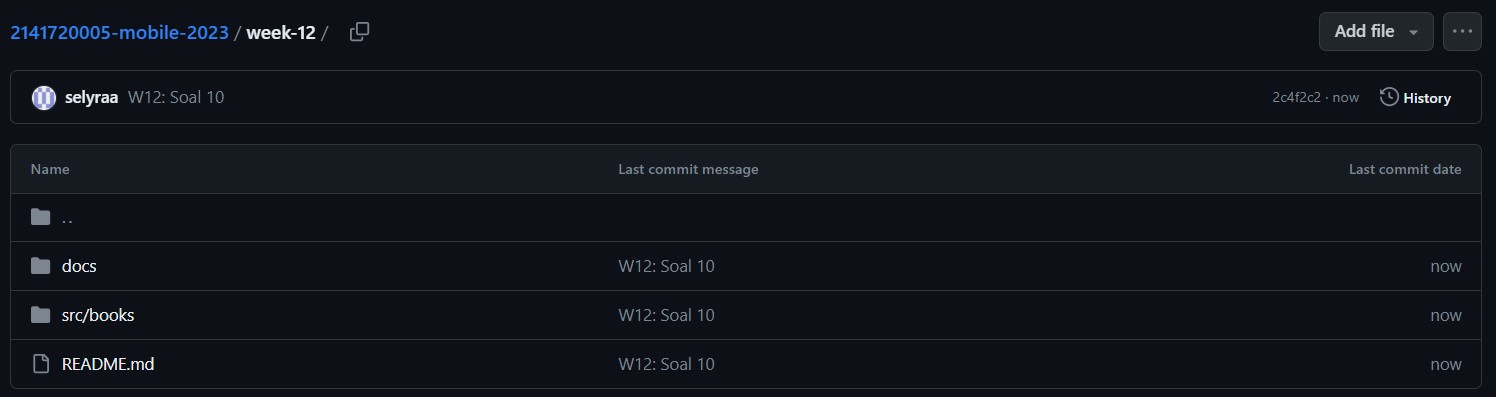 2141720005-mobile-2023 / week-12 /
Add file
selyraa W12: Soal 10
2c4f2c2 · now
History
Name Last commit message Last commit date
..
docs W12: Soal 10 now
src/books W12: Soal 10 now
README.md W12: Soal 10 now